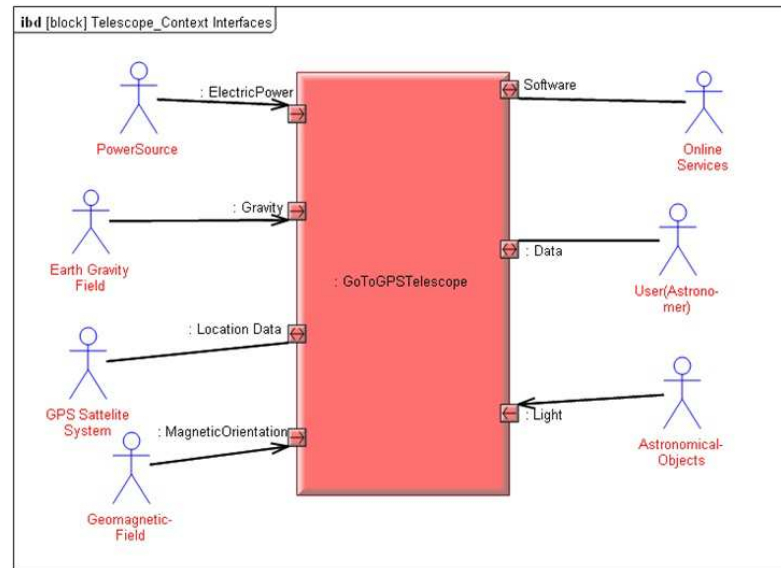 ibd [block] Telescope_Context Interfaces
: ElectricPower
PowerSource
: Gravity
Earth Gravity
Field
: Location Data
GPS Sattelite
System
: MagneticOrientation
Geomagnetic-
Field
: GoToGPSTelescope
Software
Online
Services
: Data
User(Astrono-
mer)
: Light
Astronomical-
Objects